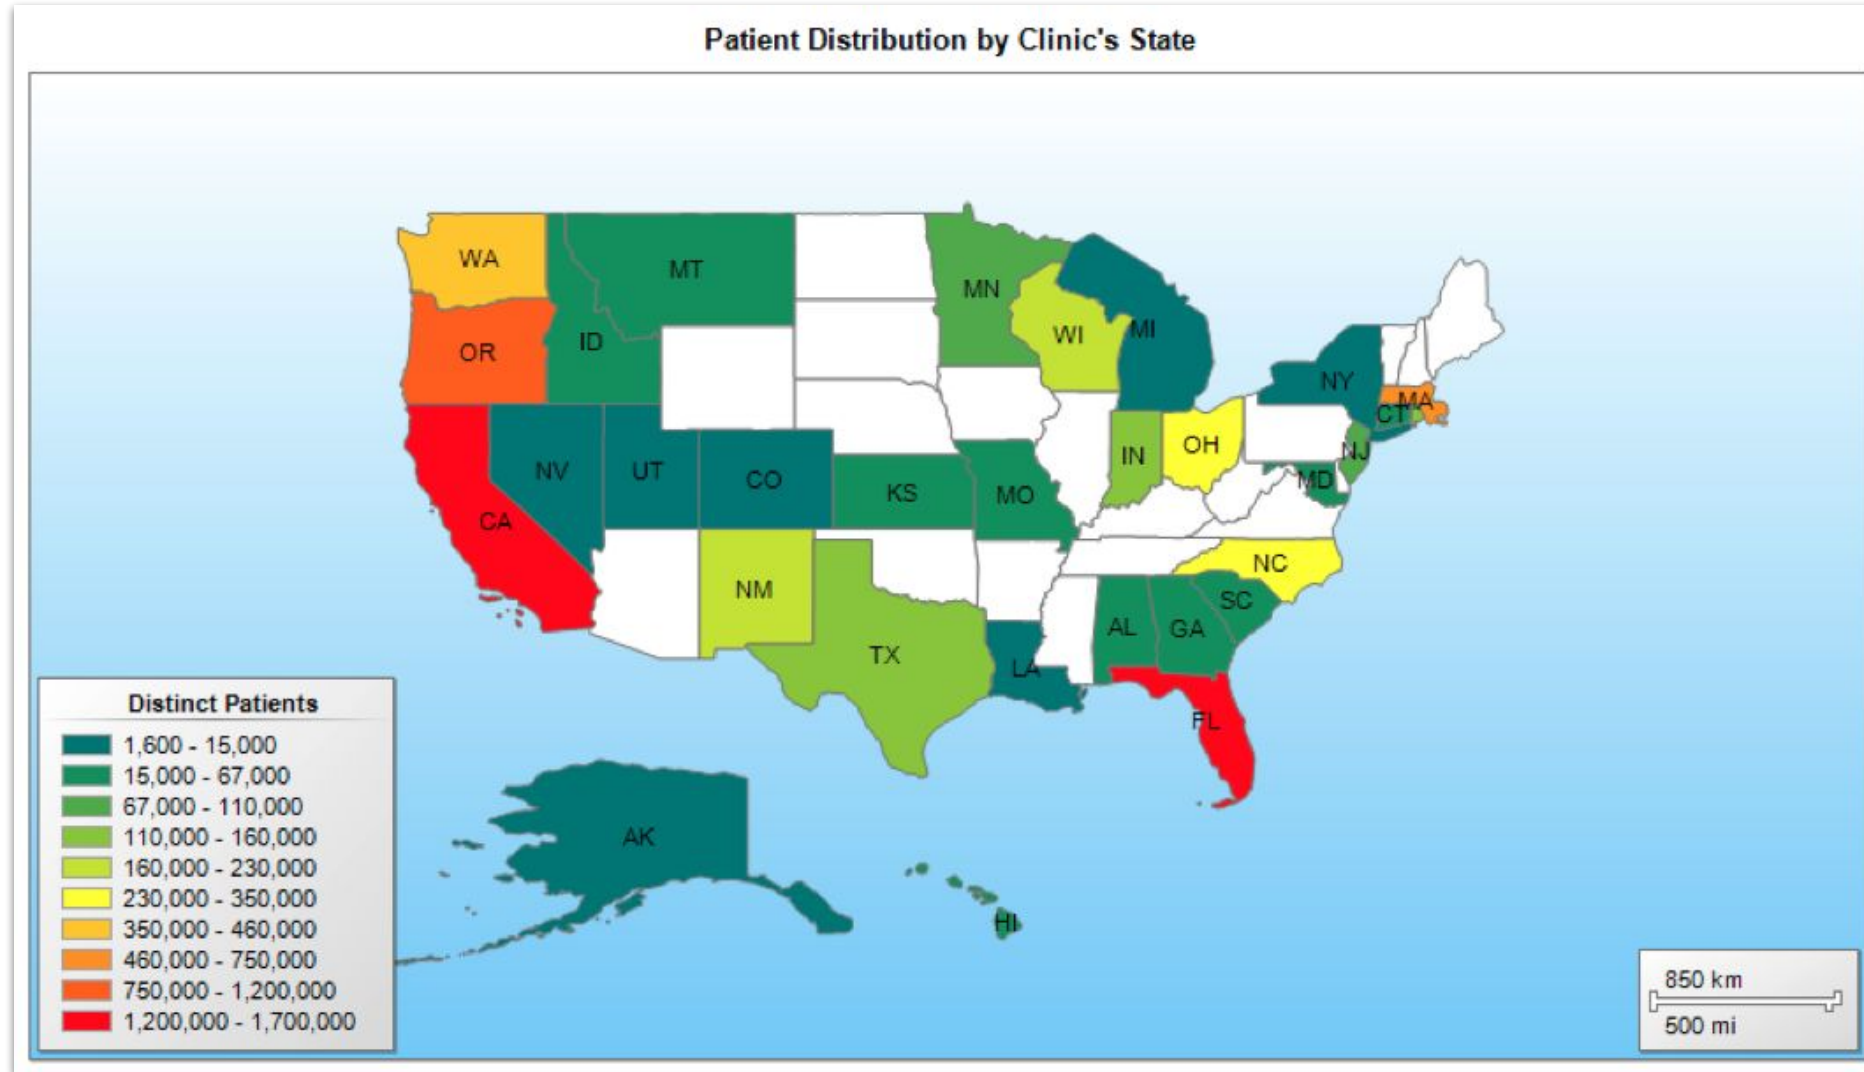 Patient Distribution by Clinic's State
WA
MT
MN
OR
ID
WI
MI
NY
MA
CT
NV
UT
CO
KS
MO
IN
OH
NJ
MD
CA
NM
NC
TX
LA
AL
GA
SC
FL
AK
HI
Distinct Patients
1,600 - 15,000
15,000 - 67,000
67,000 - 110,000
110,000 - 160,000
160,000 - 230,000
230,000 - 350,000
350,000 - 460,000
460,000 - 750,000
750,000 - 1,200,000
1,200,000 - 1,700,000
850 km
500 mi